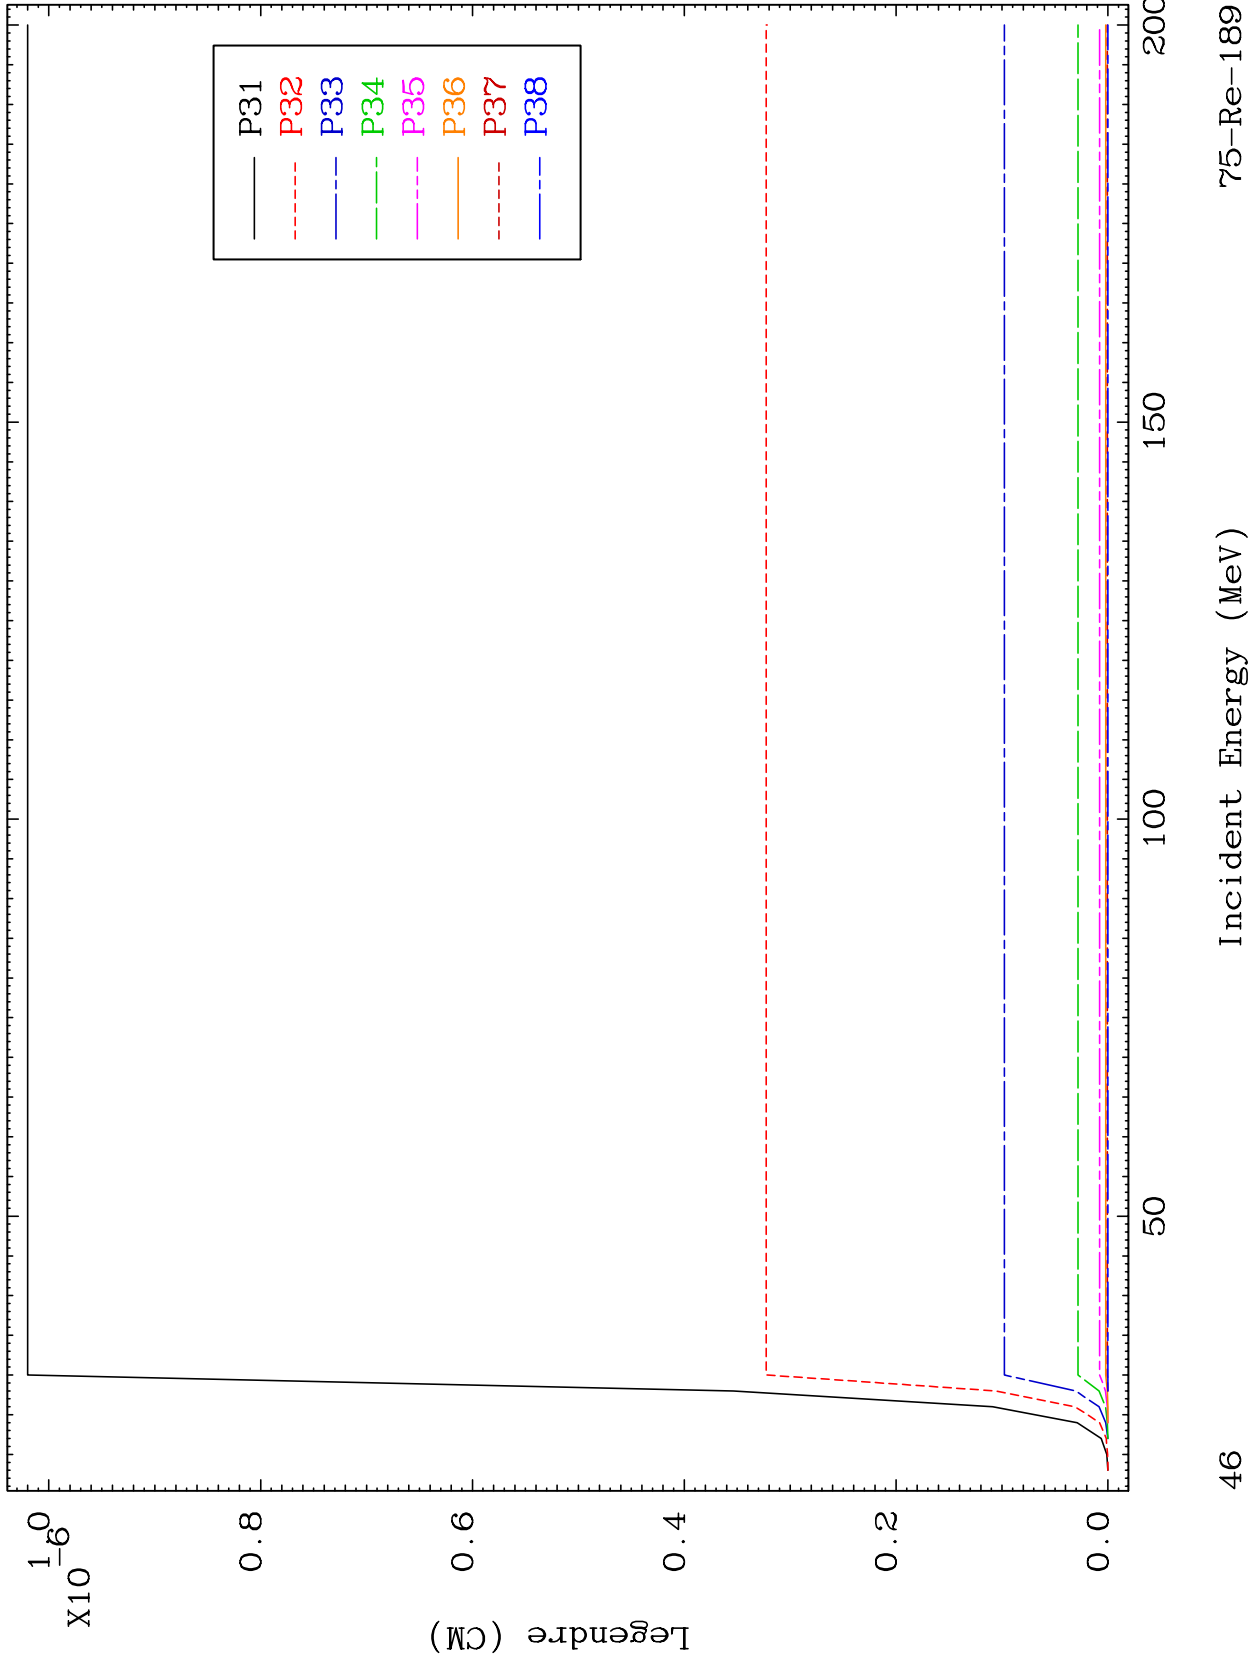 Legendre (CM)
X10
-6
1.0
0.8
0.6
0.4
0.2
0.0
P31
P32
P33
P34
P35
P36
P37
P38
50
100
150
200
46
Incident Energy (MeV)
75-Re-189